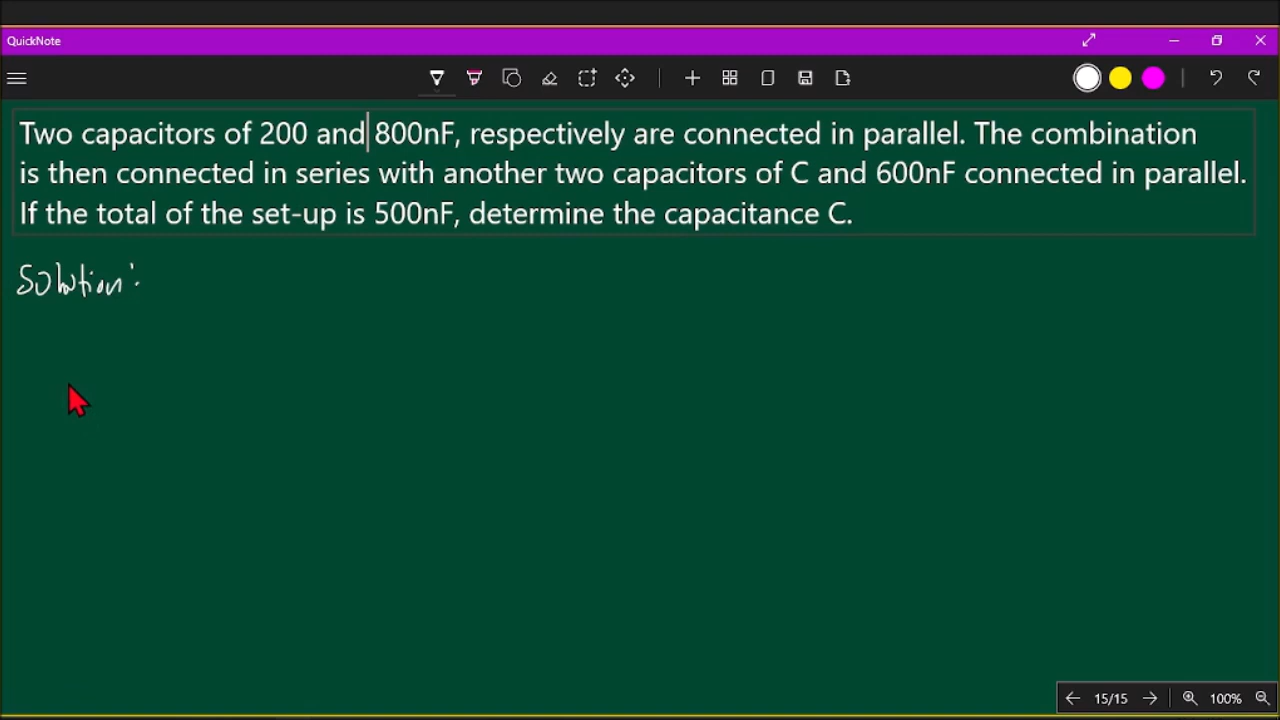 QuickNote
Two capacitors of 200 and 800nF, respectively are connected in parallel. The combination
is then connected in series with another two capacitors of C and 600nF connected in parallel.
If the total of the set-up is 500nF, determine the capacitance C.
Solution:
15/15
100%